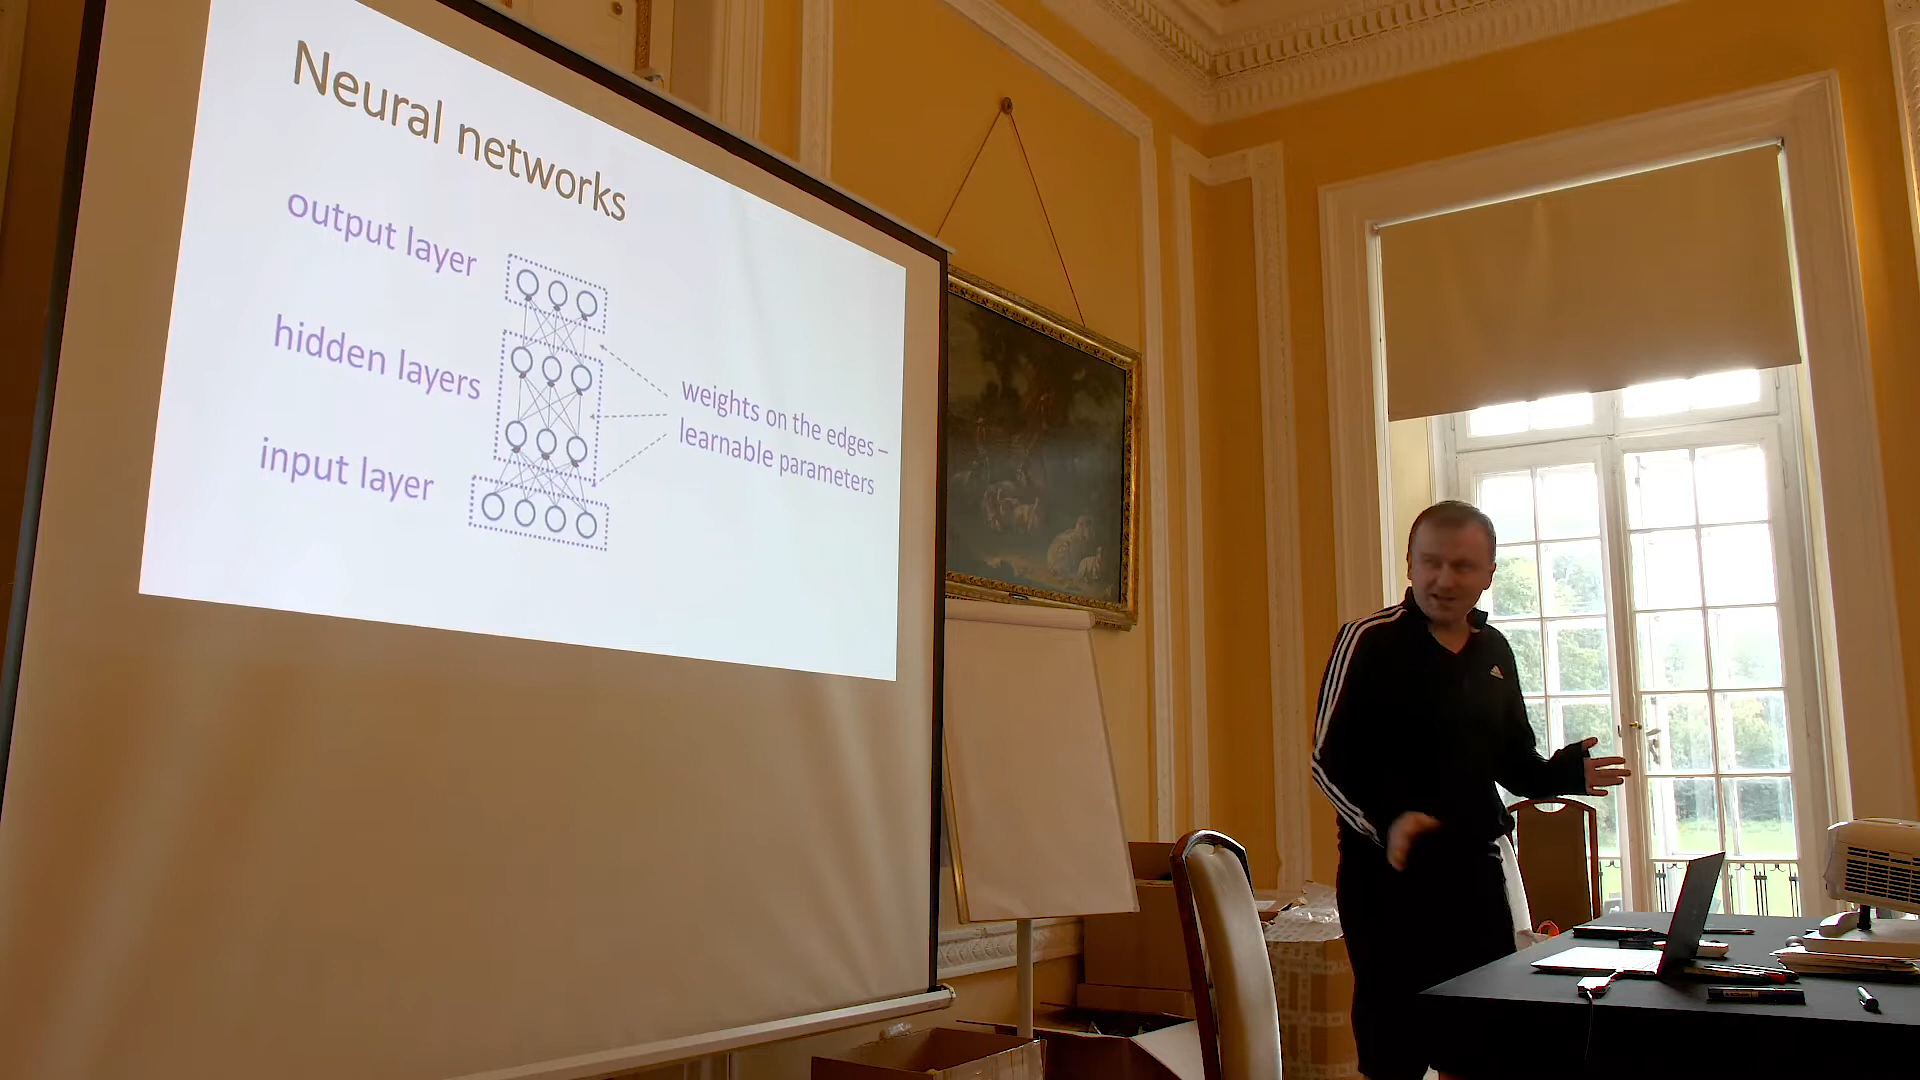 Neural networks
output layer
hidden layers
input layer
weights on the edges –
learnable parameters